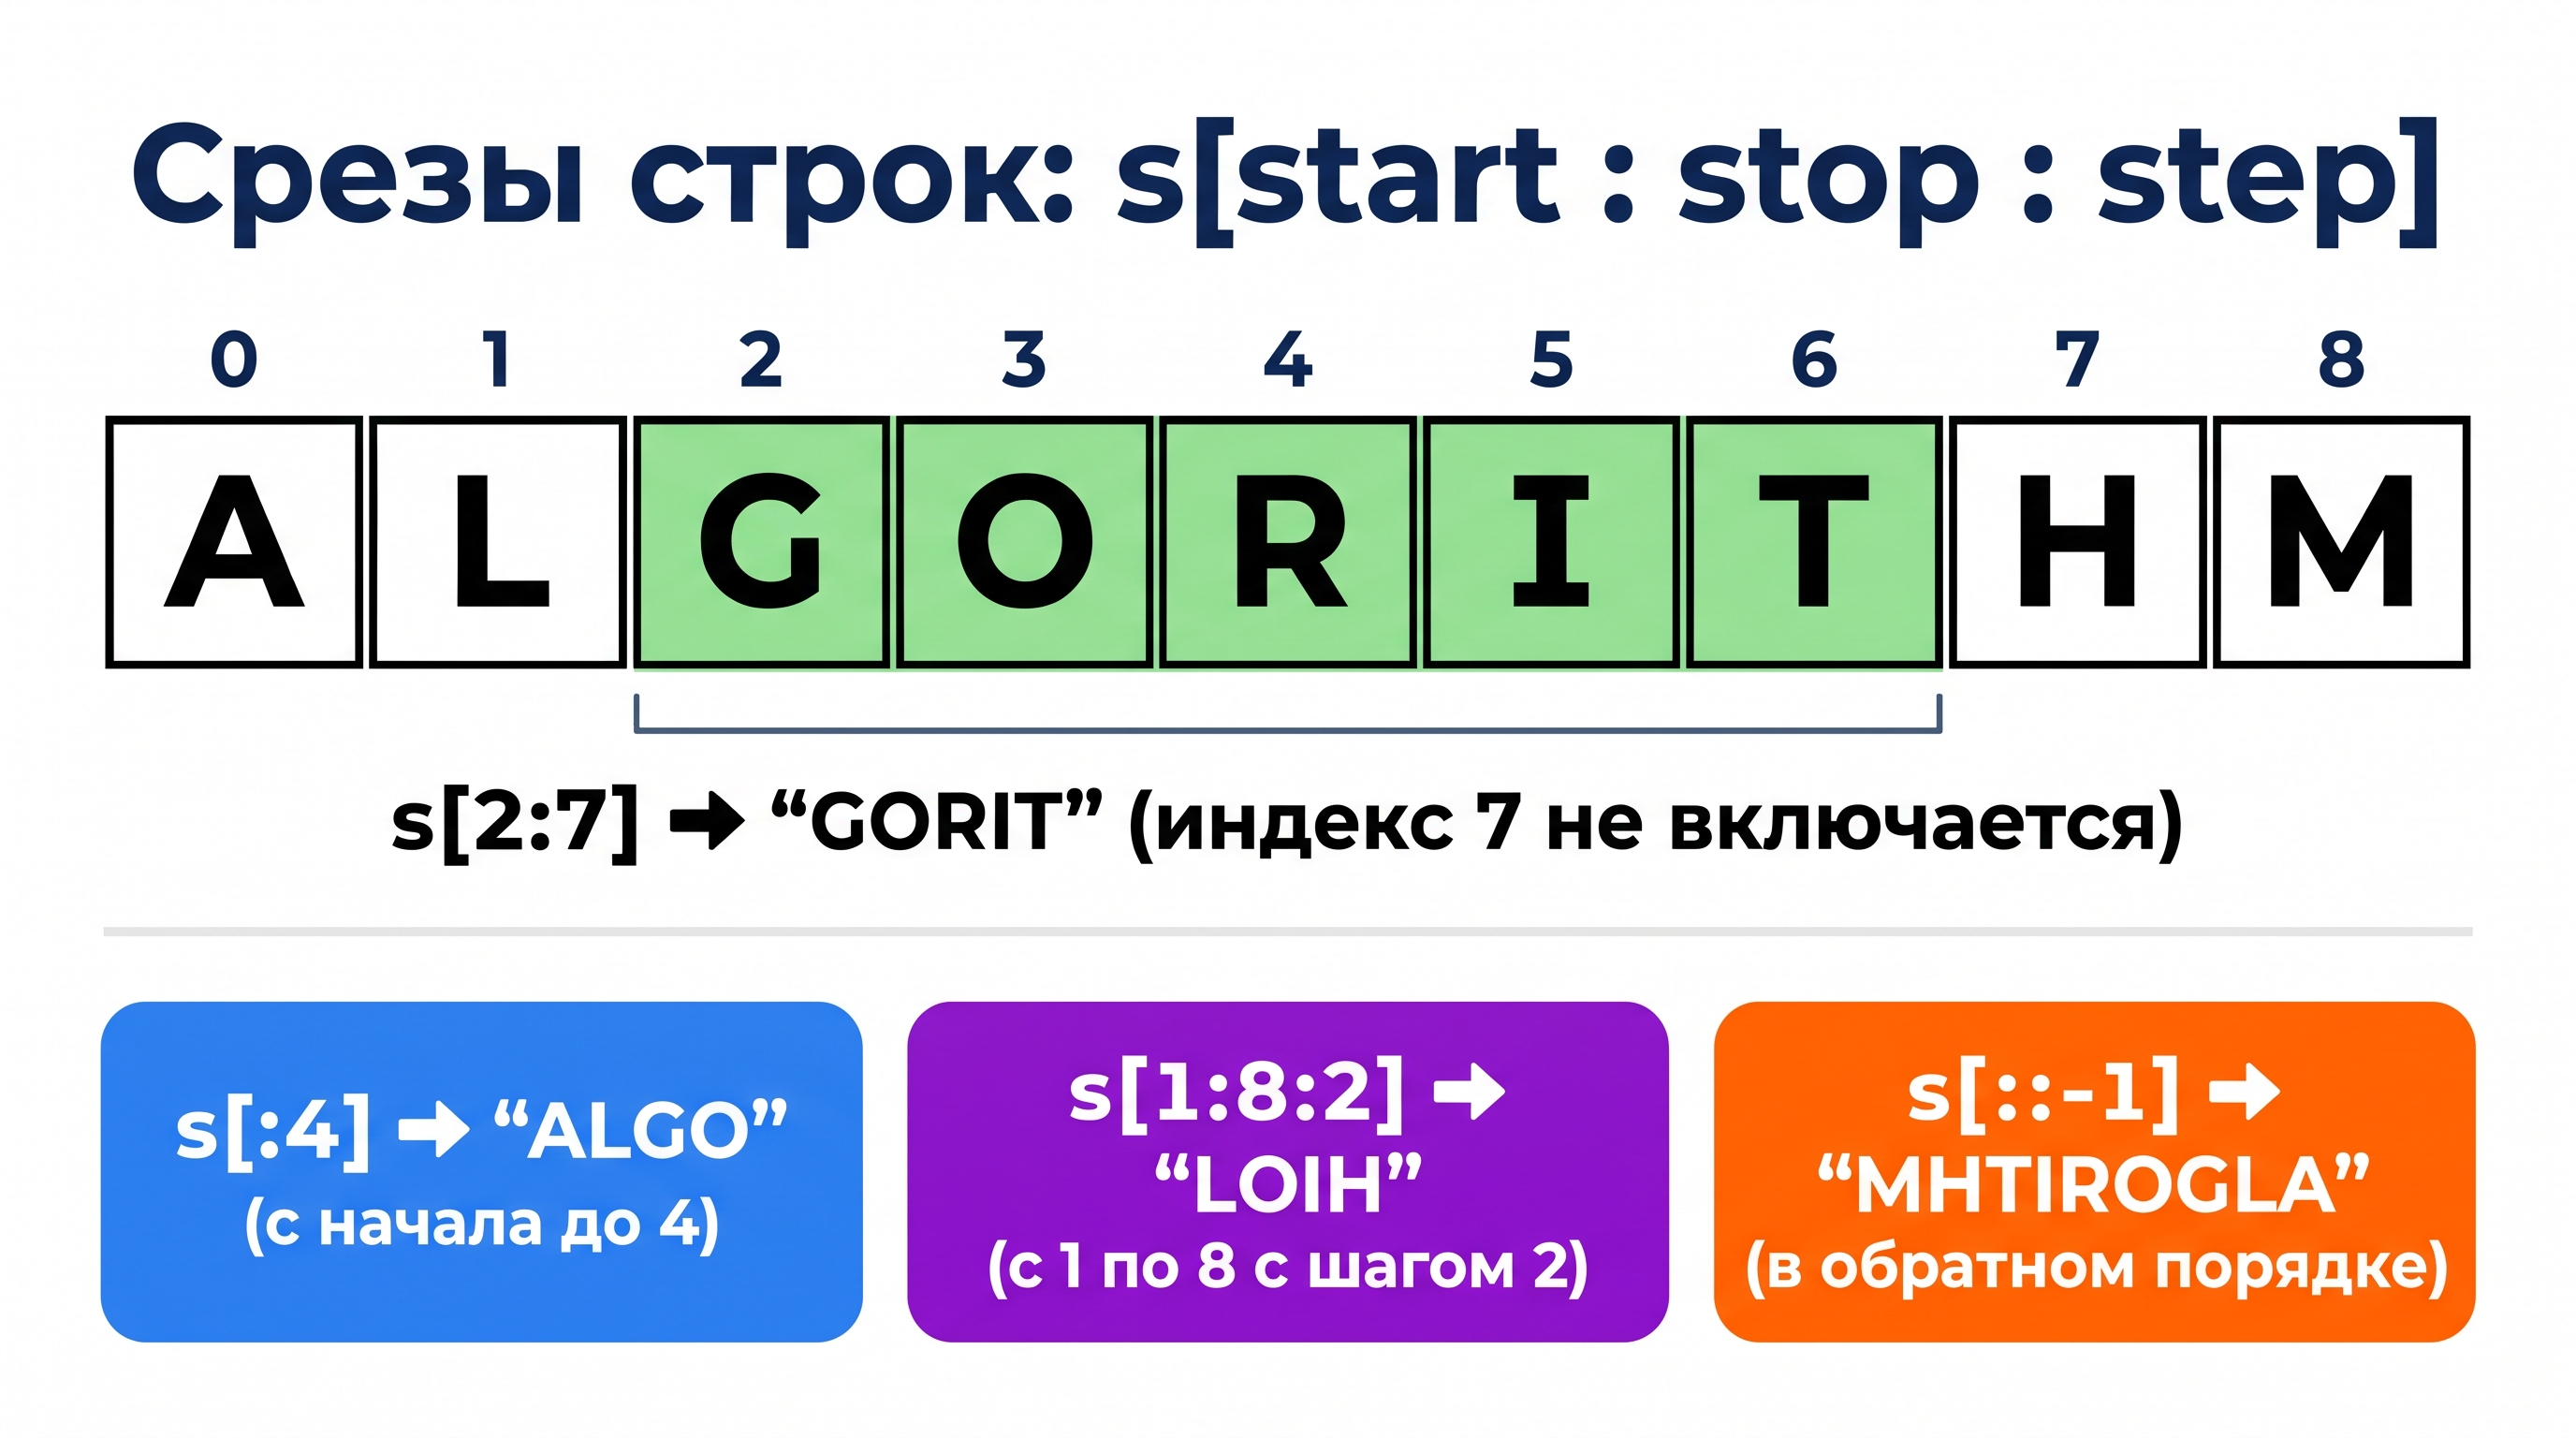 Срезы строк: s[start : stop : step]
0 1 2 3 4 5 6 7 8
A L G O R I T H M
s[2:7] ➡ “GORIT” (индекс 7 не включается)
s[:4] ➡ “ALGO”
(с начала до 4)
s[1:8:2] ➡
“LOIH”
(с 1 по 8 с шагом 2)
s[::-1] ➡
“MHTIROGLA”
(в обратном порядке)